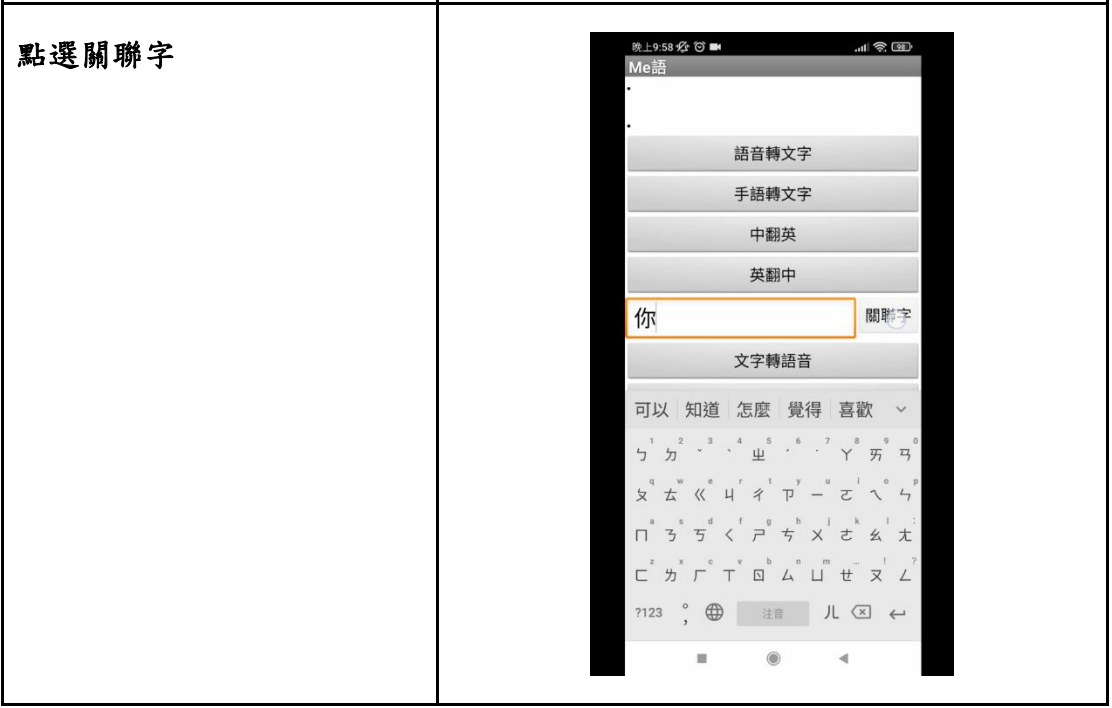 點選關聯字
晚上9:58 98
Me語
語音轉文字
手語轉文字
中翻英
英翻中
你 關聯字
文字轉語音
可以 知道 怎麼 覺得 喜歡
1 2 3 4 5 6 7 8 9 0
ㄅ ㄉ ˇ ˋ ㄓ ˊ ˙ ㄚ ㄞ ㄢ
q w e r t y u i o p
ㄆ ㄊ ㄍ ㄐ ㄔ ㄗ ㄧ ㄛ ㄟ ㄣ
a s d f g h j k l :
ㄇ ㄋ ㄎ ㄑ ㄕ ㄘ ㄨ ㄜ ㄠ ㄤ
z x c v b n m … ! ?
ㄈ ㄌ ㄏ ㄒ ㄖ ㄙ ㄩ ㄝ ㄡ ㄥ
?123 ° , 注音 ㄦ